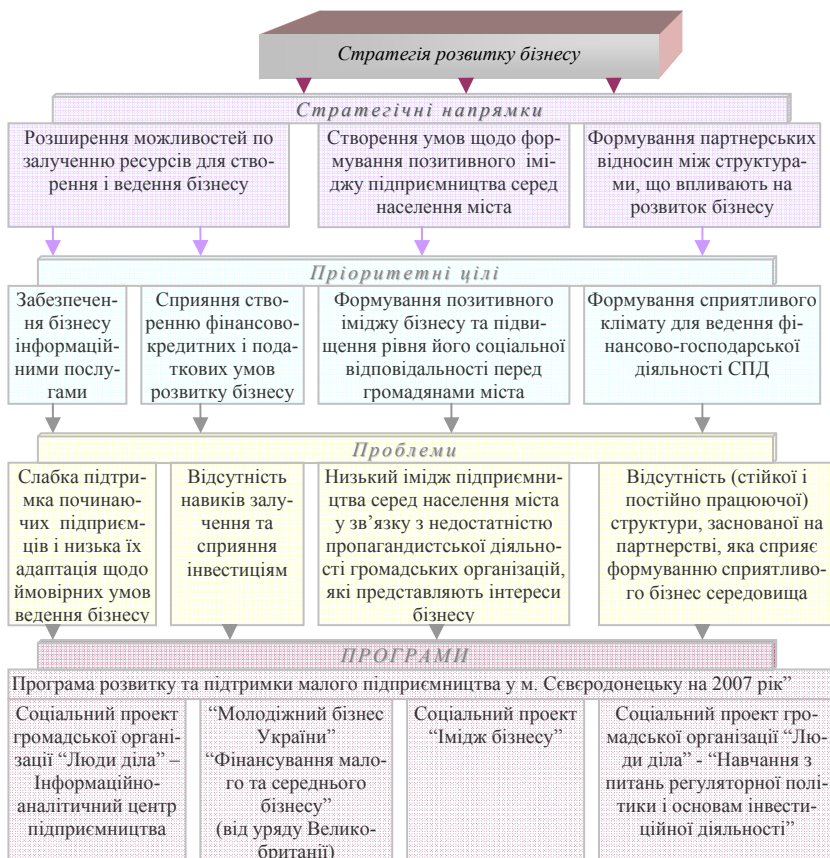 Стратегія розвитку бізнесу
Стратегічні напрямки
Розширення можливостей по
залученню ресурсів для ство-
рення і ведення бізнесу
Створення умов щодо фор-
мування позитивного імі-
джу підприємництва серед
населення міста
Формування партнерських
відносин між структура-
ми, що впливають на
розвиток бізнесу
Пріоритетні цілі
Забезпечен-
ня бізнесу
інформацій-
ними послу-
гами
Сприяння ство-
ренню фінансово-
кредитних і пода-
ткових умов
розвитку бізнесу
Формування позитивного
іміджу бізнесу та підви-
щення рівня його соціальної
відповідальності перед
громадянами міста
Формування сприятливого
клімату для ведення фі-
нансово-господарської
діяльності СПД
Проблеми
Слабка підтри-
мка починаю-
чих підприєм-
ців і низька їх
адаптація щодо
ймовірних умов
ведення бізнесу
Відсутність
навиків залу-
чення та
сприяння
інвестиціям
Низький імідж підприємни-
цтва серед населення міста
у зв’язку з недостатністю
пропагандистської діяльно-
сті громадських організацій,
які представляють інтереси
бізнесу
Відсутність (стійкої і
постійно працюючої)
структури, заснованої на
партнерстві, яка сприяє
формуванню сприятливо-
го бізнес середовища
ПРОГРАМИ
Програма розвитку та підтримки малого підприємництва у м. Сєвєродонецьку на 2007 рік”
Соціальний проект
громадської органі-
зації “Люди діла” –
Інформаційно-
аналітичний центр
підприємництва
“Молодіжний бізнес
України”
“Фінансування мало-
го та середнього
бізнесу”
(від уряду Велико-
британії)
Соціальний проект
“Імідж бізнесу”
Соціальний проект гро-
мадської організації “Лю-
ди діла” - “Навчання з
питань регуляторної полі-
тики і основам інвести-
ційної діяльності”